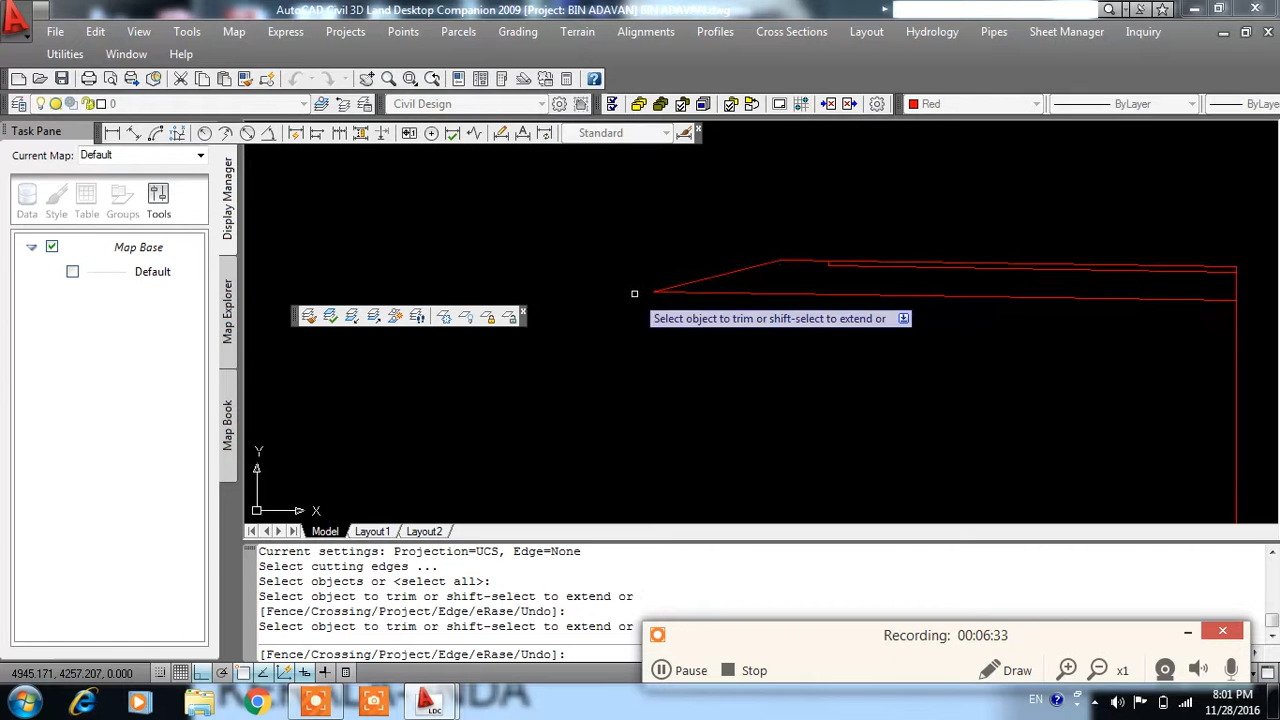 AutoCAD Civil 3D Land Desktop Companion 2009 [Project: BIN ADAVAN] BIN ADAVAN.dwg
File Edit View Tools Map Express Projects Points Parcels Grading Terrain Alignments Profiles Cross Sections Layout Hydrology Pipes Sheet Manager Inquiry
Utilities Window Help
0 Civil Design Red ByLayer ByLayer
Task Pane Standard
Current Map: Default
Data Style Table Groups Tools
Display Manager
Map Explorer
Map Book
Map Base
Default
Select object to trim or shift-select to extend or
Y
X
Model Layout1 Layout2
Current settings: Projection=UCS, Edge=None
Select cutting edges ...
Select objects or <select all>:
Select object to trim or shift-select to extend or
[Fence/Crossing/Project/Edge/eRase/Undo]:
Select object to trim or shift-select to extend or
[Fence/Crossing/Project/Edge/eRase/Undo]:
Recording: 00:06:33
Pause Stop Draw x1
4945.171, 4257.207, 0.000
LDC
EN
8:01 PM
11/28/2016